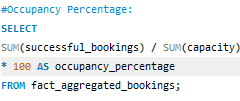 #Occupancy Percentage:
SELECT
SUM(successful_bookings) / SUM(capacity)
* 100 AS occupancy_percentage
FROM fact_aggregated_bookings;